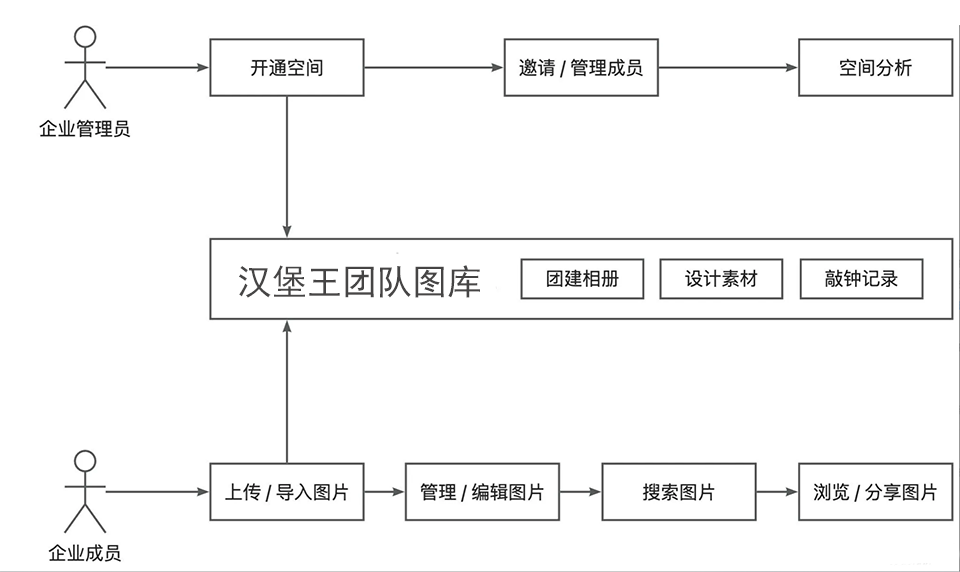 开通空间
邀请 / 管理成员
空间分析
企业管理员
汉堡王团队图库
团建相册
设计素材
敲钟记录
上传 / 导入图片
管理 / 编辑图片
搜索图片
浏览 / 分享图片
企业成员